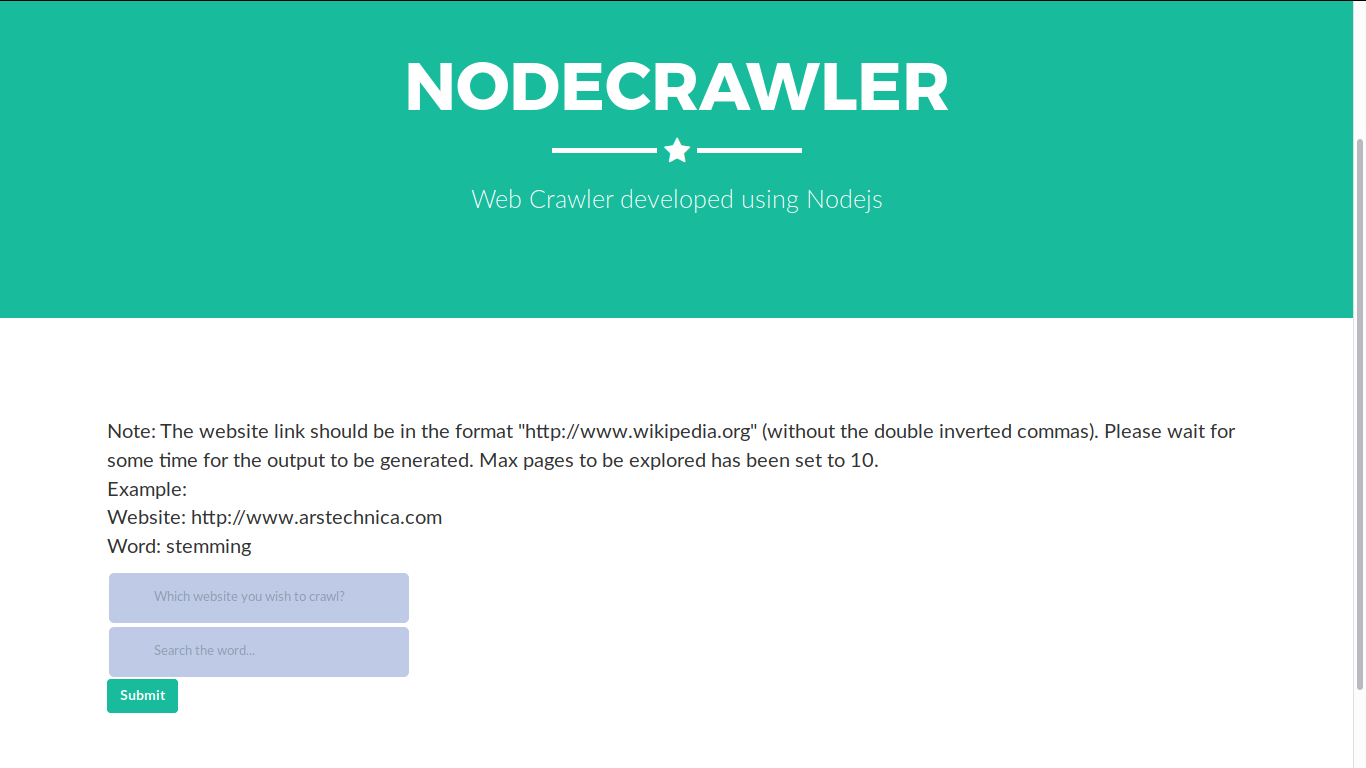 NODECRAWLER
Web Crawler developed using Nodejs
Note: The website link should be in the format "http://www.wikipedia.org" (without the double inverted commas). Please wait for
some time for the output to be generated. Max pages to be explored has been set to 10.
Example:
Website: http://www.arstechnica.com
Word: stemming
Which website you wish to crawl?
Search the word...
Submit